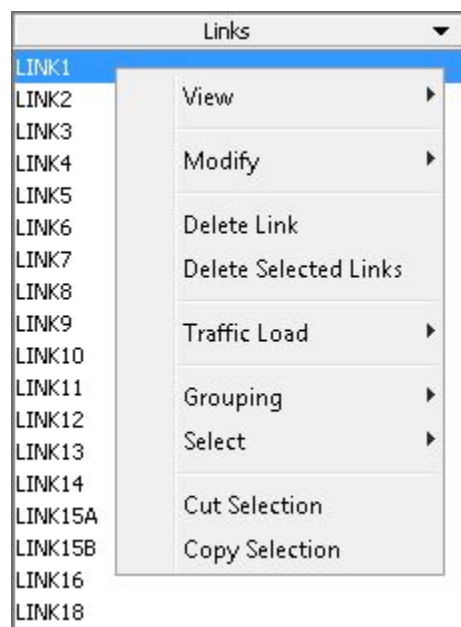 Links
LINK1
LINK2
LINK3
LINK4
LINK5
LINK6
LINK7
LINK8
LINK9
LINK10
LINK11
LINK12
LINK13
LINK14
LINK15A
LINK15B
LINK16
LINK18
View
Modify
Delete Link
Delete Selected Links
Traffic Load
Grouping
Select
Cut Selection
Copy Selection